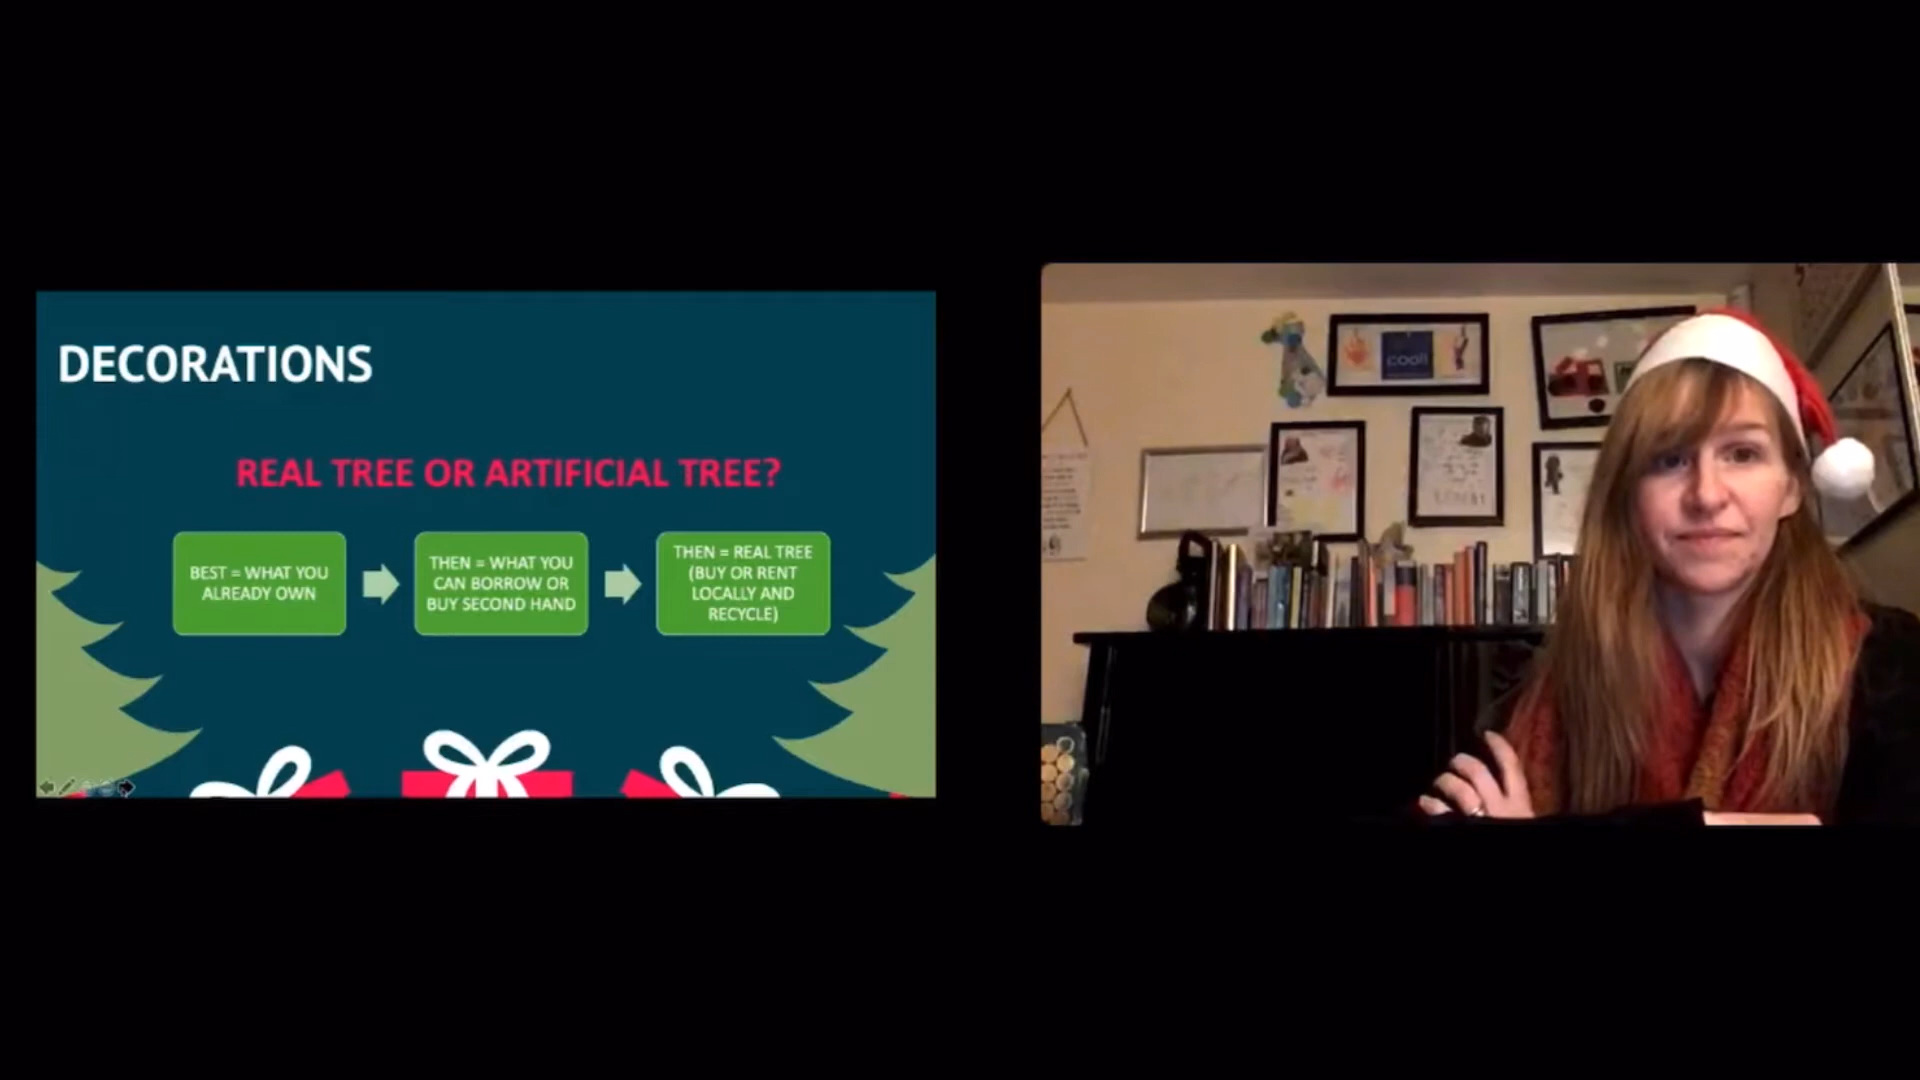 DECORATIONS
REAL TREE OR ARTIFICIAL TREE?
BEST = WHAT YOU
ALREADY OWN
THEN = WHAT YOU
CAN BORROW OR
BUY SECOND HAND
THEN = REAL TREE
(BUY OR RENT
LOCALLY AND
RECYCLE)
cool!